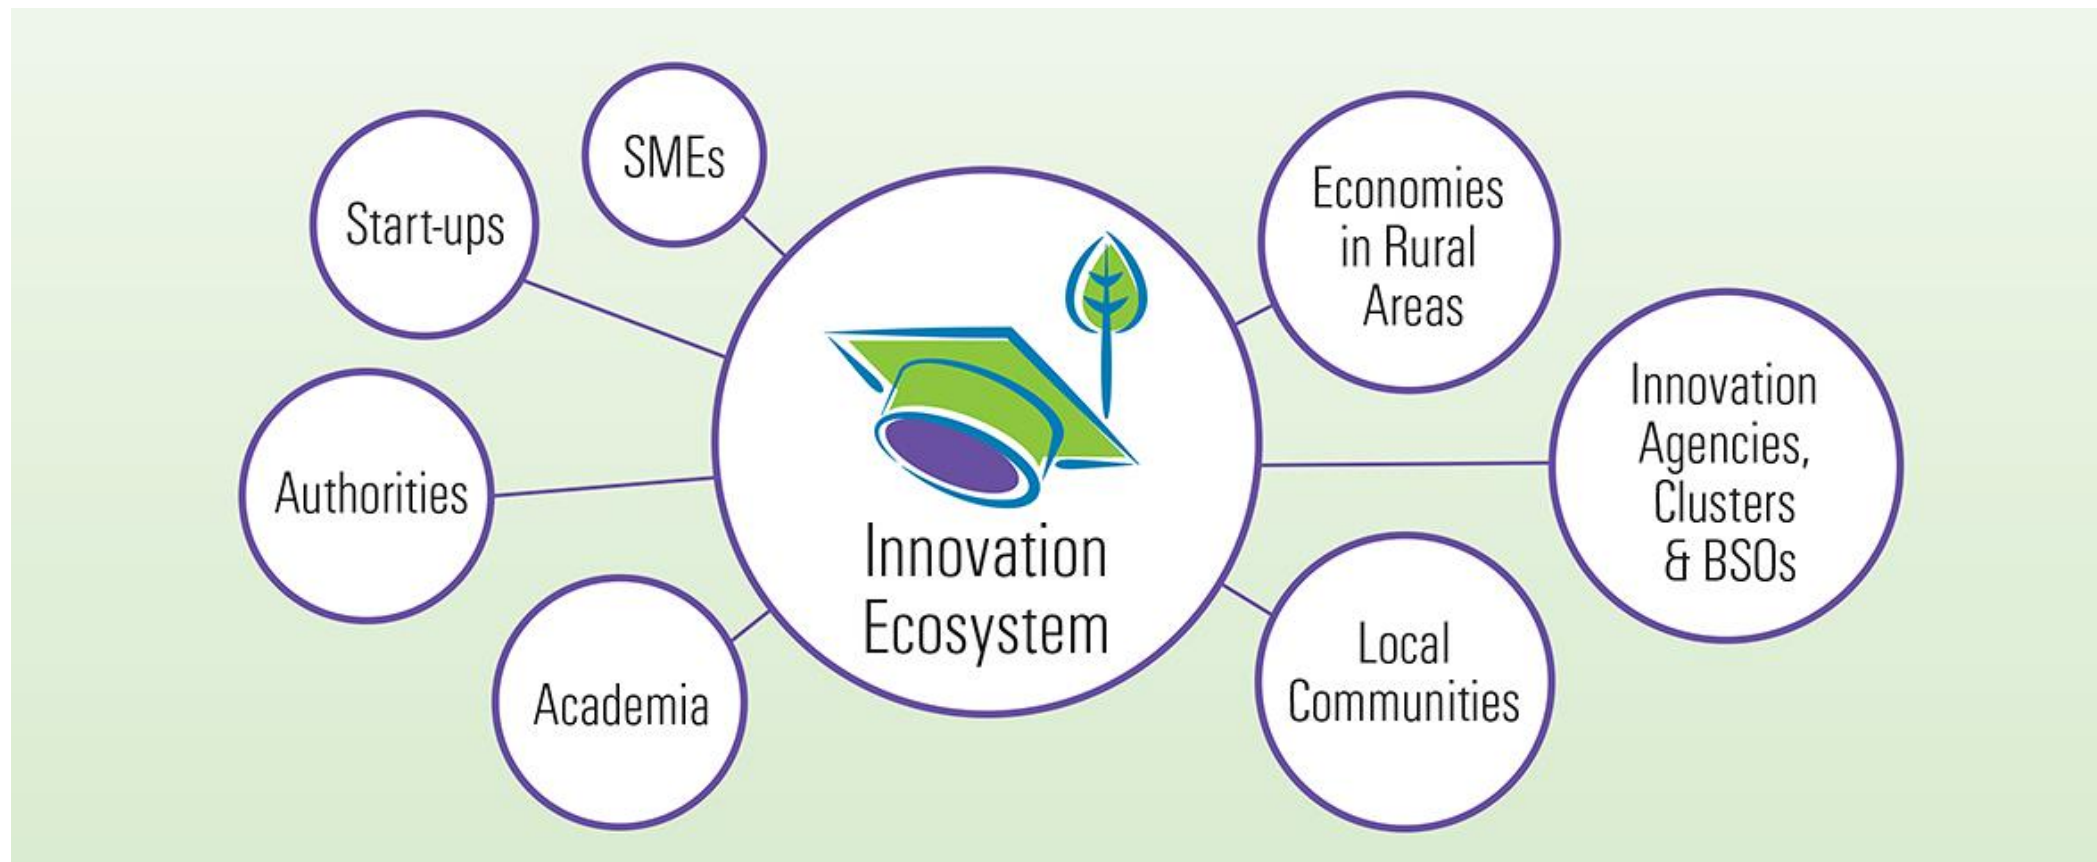 SMEs
Start-ups
Authorities
Academia
Innovation
Ecosystem
Economies
in Rural
Areas
Innovation
Agencies,
Clusters
& BSOs
Local
Communities